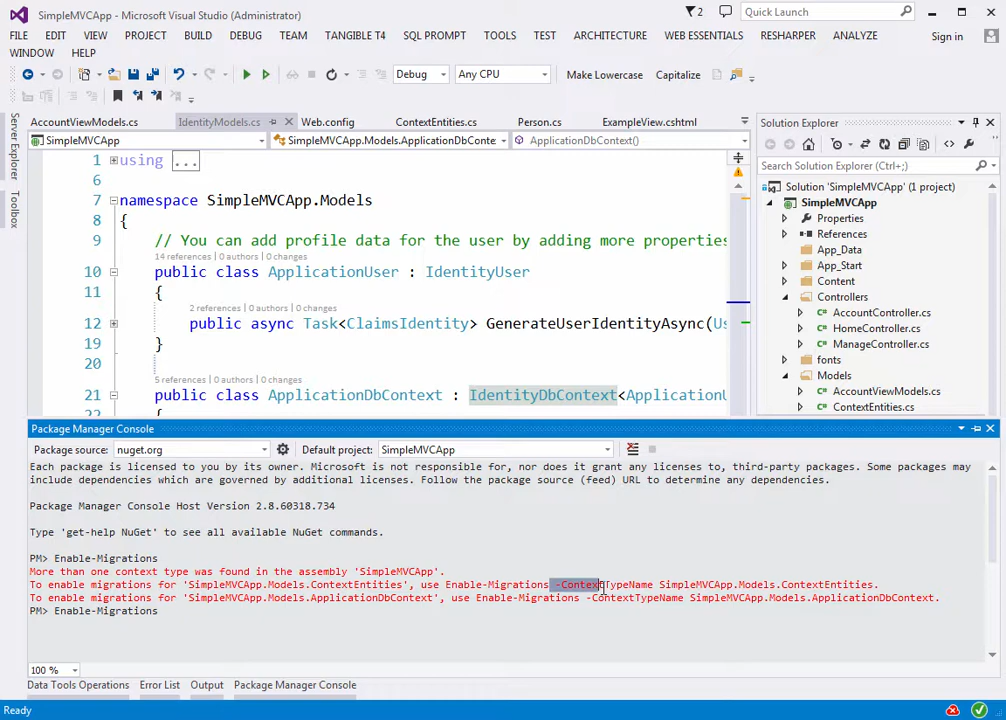 SimpleMVCApp - Microsoft Visual Studio (Administrator)
2
Quick Launch (Ctrl+Q)
FILE EDIT VIEW PROJECT BUILD DEBUG TEAM TANGIBLE T4 SQL PROMPT TOOLS TEST ARCHITECTURE WEB ESSENTIALS RESHARPER ANALYZE Sign in
WINDOW HELP
Debug Any CPU Make Lowercase Capitalize
AccountViewModels.cs IdentityModels.cs Web.config ContextEntities.cs Person.cs ExampleView.cshtml
SimpleMVCApp SimpleMVCApp.Models.ApplicationDbConte ApplicationDbContext()
Server Explorer
Toolbox
1 using ...
6
7 namespace SimpleMVCApp.Models
8 {
9 // You can add profile data for the user by adding more properties
14 references | 0 authors | 0 changes
10 public class ApplicationUser : IdentityUser
11 {
2 references | 0 authors | 0 changes
12 public async Task<ClaimsIdentity> GenerateUserIdentityAsync(Us
19 }
20
5 references | 0 authors | 0 changes
21 public class ApplicationDbContext : IdentityDbContext<ApplicationU
22 {
Solution Explorer
Search Solution Explorer (Ctrl+;)
Solution 'SimpleMVCApp' (1 project)
SimpleMVCApp
Properties
References
App_Data
App_Start
Content
Controllers
AccountController.cs
HomeController.cs
ManageController.cs
fonts
Models
AccountViewModels.cs
ContextEntities.cs
Package Manager Console
Package source: nuget.org Default project: SimpleMVCApp
Each package is licensed to you by its owner. Microsoft is not responsible for, nor does it grant any licenses to, third-party packages. Some packages may
include dependencies which are governed by additional licenses. Follow the package source (feed) URL to determine any dependencies.
Package Manager Console Host Version 2.8.60318.734
Type 'get-help NuGet' to see all available NuGet commands.
PM> Enable-Migrations
More than one context type was found in the assembly 'SimpleMVCApp'.
To enable migrations for 'SimpleMVCApp.Models.ContextEntities', use Enable-Migrations -ContextTypeName SimpleMVCApp.Models.ContextEntities.
To enable migrations for 'SimpleMVCApp.Models.ApplicationDbContext', use Enable-Migrations -ContextTypeName SimpleMVCApp.Models.ApplicationDbContext.
PM> Enable-Migrations
100 %
Data Tools Operations Error List Output Package Manager Console
Ready